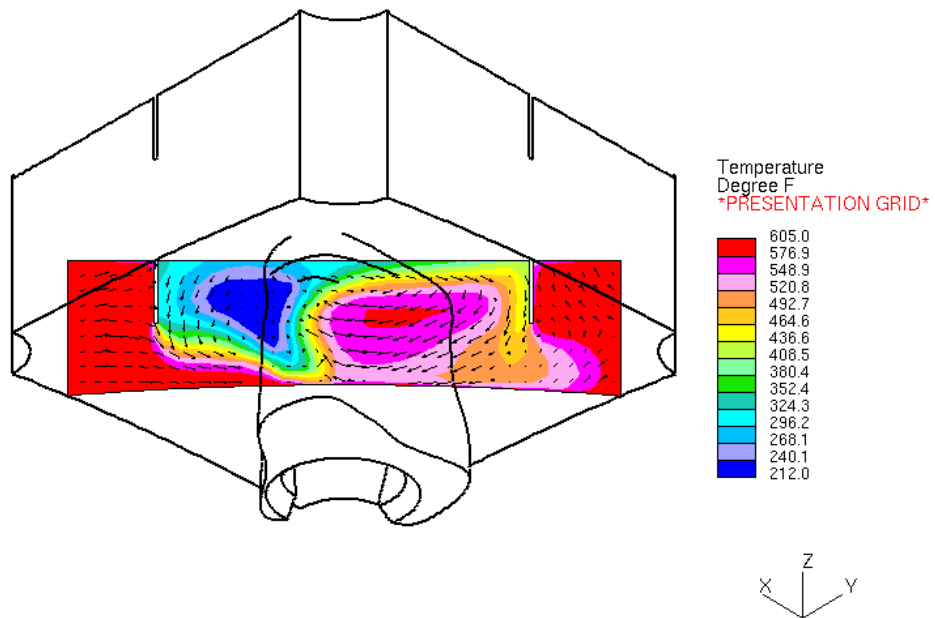 Temperature
Degree F
*PRESENTATION GRID*
605.0
576.9
548.9
520.8
492.7
464.6
436.6
408.5
380.4
352.4
324.3
296.2
268.1
240.1
212.0
Z
X
Y